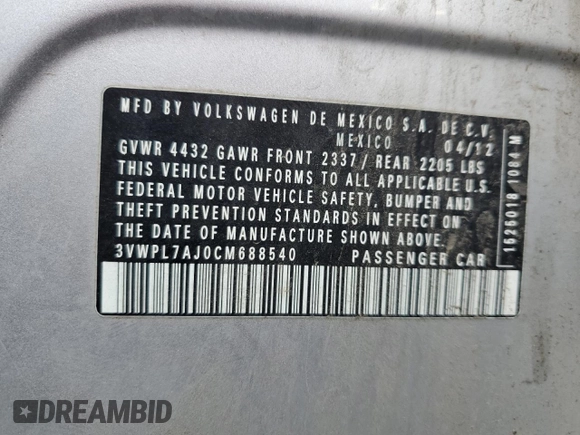 MFD BY VOLKSWAGEN DE MEXICO S.A. DE C.V.
MEXICO 04/12
GVWR 4432 GAWR FRONT 2337/ REAR 2205 LBS
THIS VEHICLE CONFORMS TO ALL APPLICABLE U.S.
FEDERAL MOTOR VEHICLE SAFETY, BUMPER AND
THEFT PREVENTION STANDARDS IN EFFECT ON
THE DATE OF MANUFACTURE SHOWN ABOVE
3VWPL7AJ0CM688540 PASSENGER CAR
1526018 1084 M
DREAMBID